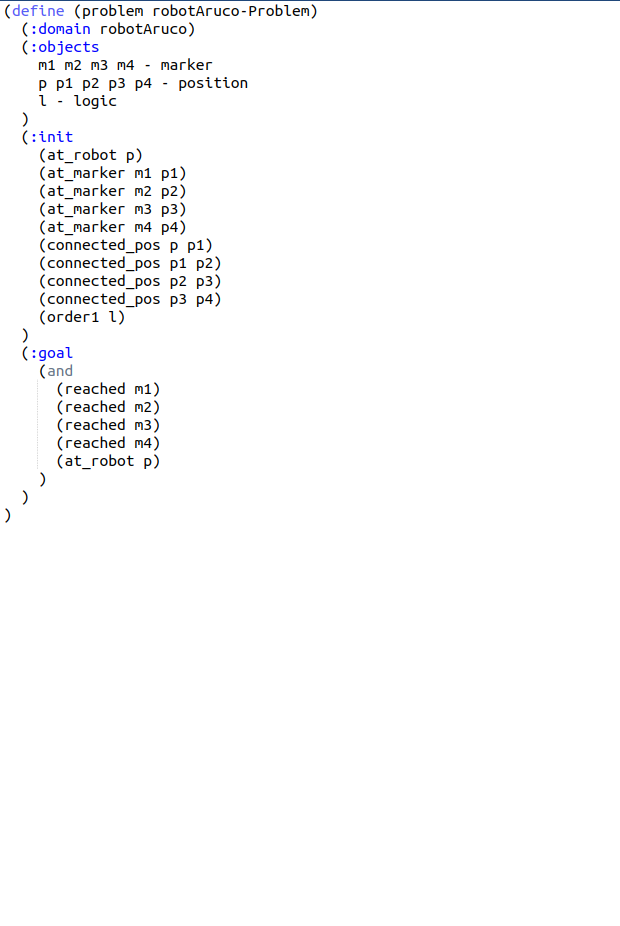 (define (problem robotAruco-Problem)
  (:domain robotAruco)
  (:objects
    m1 m2 m3 m4 - marker
    p p1 p2 p3 p4 - position
    l - logic
  )
  (:init
    (at_robot p)
    (at_marker m1 p1)
    (at_marker m2 p2)
    (at_marker m3 p3)
    (at_marker m4 p4)
    (connected_pos p p1)
    (connected_pos p1 p2)
    (connected_pos p2 p3)
    (connected_pos p3 p4)
    (order1 l)
  )
  (:goal
    (and
      (reached m1)
      (reached m2)
      (reached m3)
      (reached m4)
      (at_robot p)
    )
  )
)